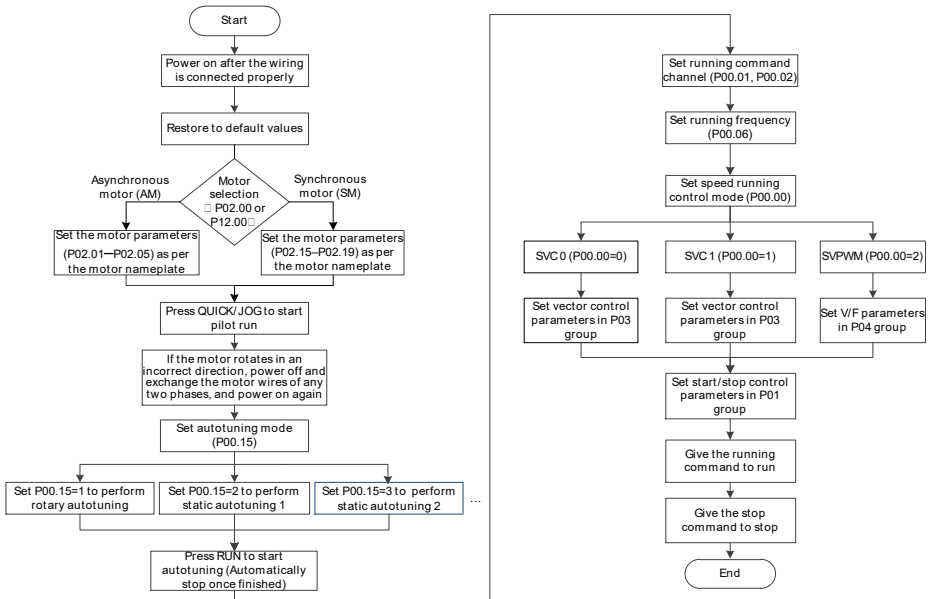 Start
Power on after the wiring
is connected properly
Restore to default values
Asynchronous
motor (AM)
Motor
selection
P02.00 or
P12.00
Synchronous
motor (SM)
Set the motor parameters
(P02.01—P02.05) as per
the motor nameplate
Set the motor parameters
(P02.15–P02.19) as per
the motor nameplate
Press QUICK/JOG to start
pilot run
If the motor rotates in an
incorrect direction, power off and
exchange the motor wires of any
two phases, and power on again
Set autotuning mode
(P00.15)
Set P00.15=1 to perform
rotary autotuning
Set P00.15=2 to perform
static autotuning 1
Set P00.15=3 to perform
static autotuning 2
...
Press RUN to start
autotuning (Automatically
stop once finished)
Set running command
channel (P00.01, P00.02)
Set running frequency
(P00.06)
Set speed running
control mode (P00.00)
SVC 0 (P00.00=0)
SVC 1 (P00.00=1)
SVPWM (P00.00=2)
Set vector control
parameters in P03
group
Set vector control
parameters in P03
group
Set V/F parameters
in P04 group
Set start/stop control
parameters in P01
group
Give the running
command to run
Give the stop
command to stop
End